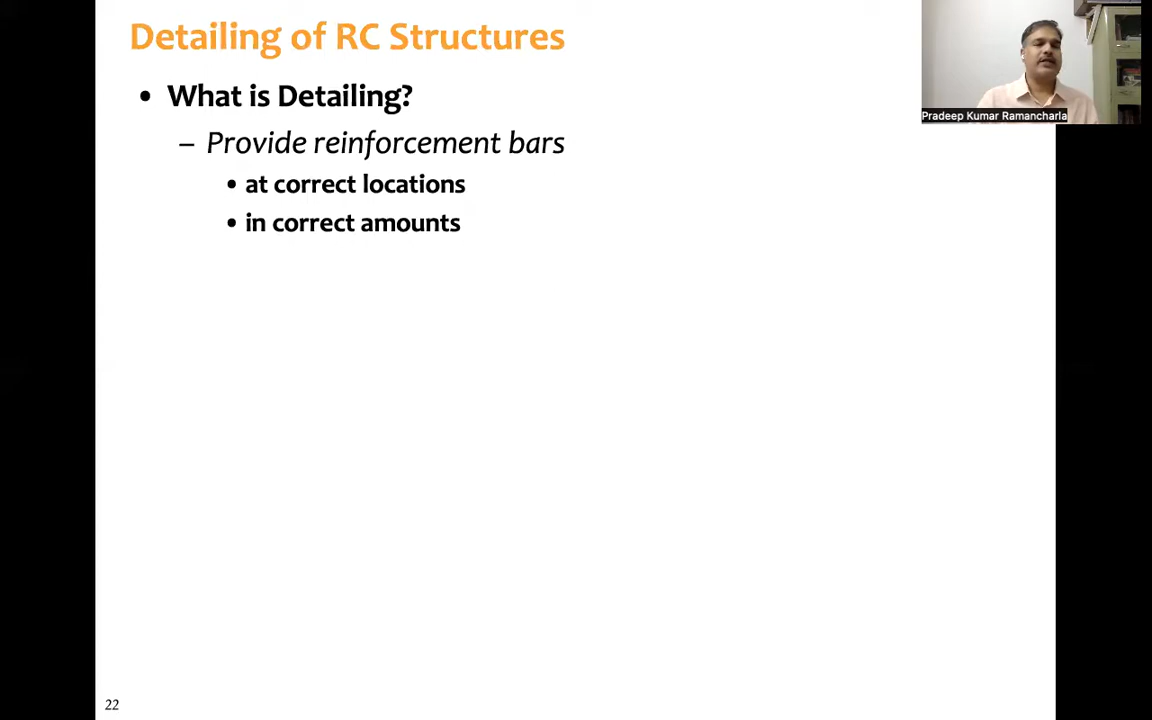 Detailing of RC Structures
• What is Detailing?
– Provide reinforcement bars
• at correct locations
• in correct amounts
Pradeep Kumar Ramancharla
22